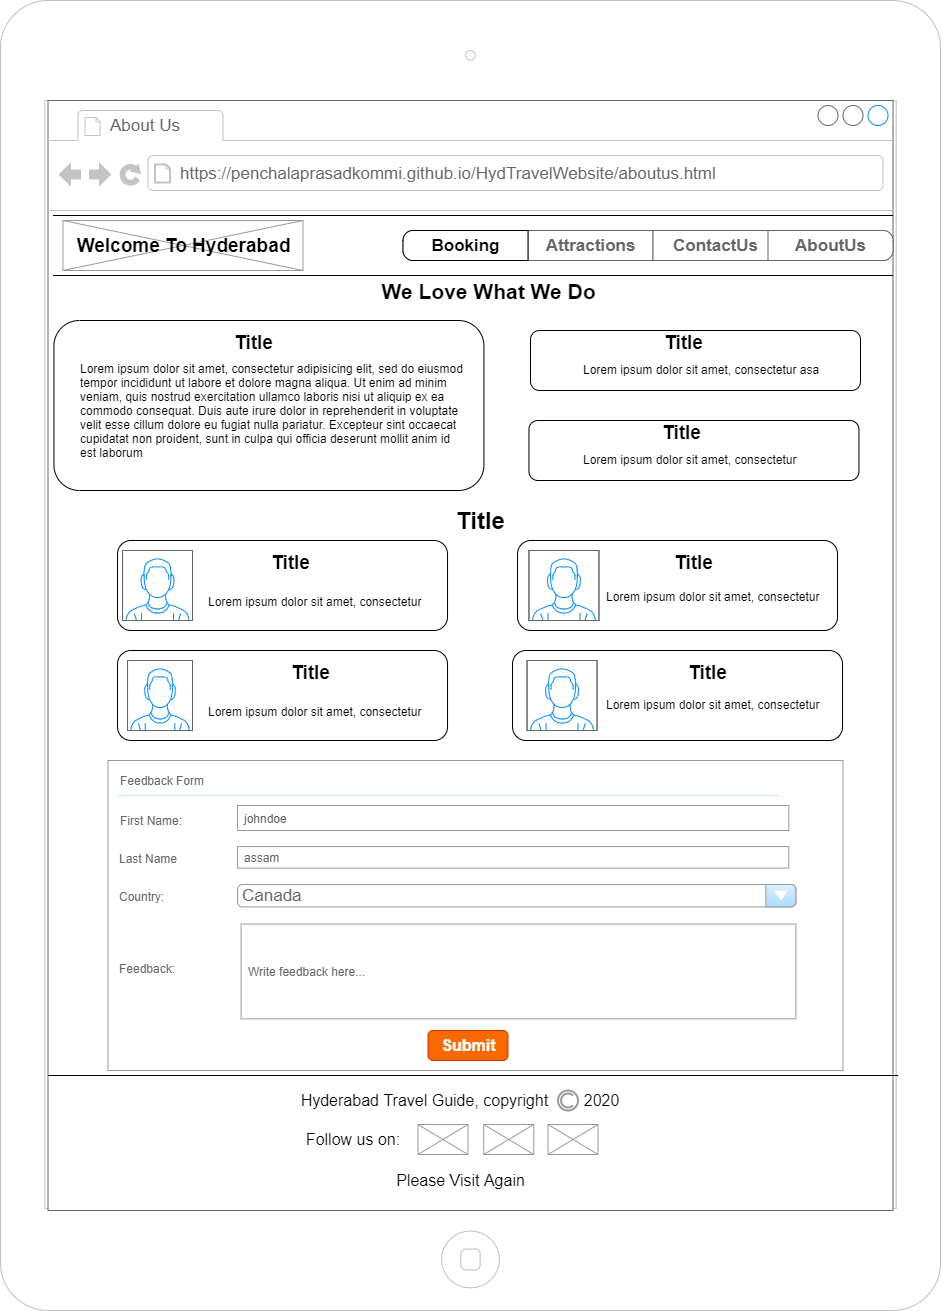 About Us
https://penchalaprasadkommi.github.io/HydTravelWebsite/aboutus.html
Welcome To Hyderabad
Booking
Attractions
ContactUs
AboutUs
We Love What We Do
Title
Lorem ipsum dolor sit amet, consectetur adipisicing elit, sed do eiusmod
tempor incididunt ut labore et dolore magna aliqua. Ut enim ad minim
veniam, quis nostrud exercitation ullamco laboris nisi ut aliquip ex ea
commodo consequat. Duis aute irure dolor in reprehenderit in voluptate
velit esse cillum dolore eu fugiat nulla pariatur. Excepteur sint occaecat
cupidatat non proident, sunt in culpa qui officia deserunt mollit anim id
est laborum
Title
Lorem ipsum dolor sit amet, consectetur asa
Title
Lorem ipsum dolor sit amet, consectetur
Title
Title
Lorem ipsum dolor sit amet, consectetur
Title
Lorem ipsum dolor sit amet, consectetur
Title
Lorem ipsum dolor sit amet, consectetur
Title
Lorem ipsum dolor sit amet, consectetur
Feedback Form
First Name:
johndoe
Last Name
assam
Country:
Canada
Feedback:
Write feedback here...
Submit
Hyderabad Travel Guide, copyright © 2020
Follow us on:
Please Visit Again